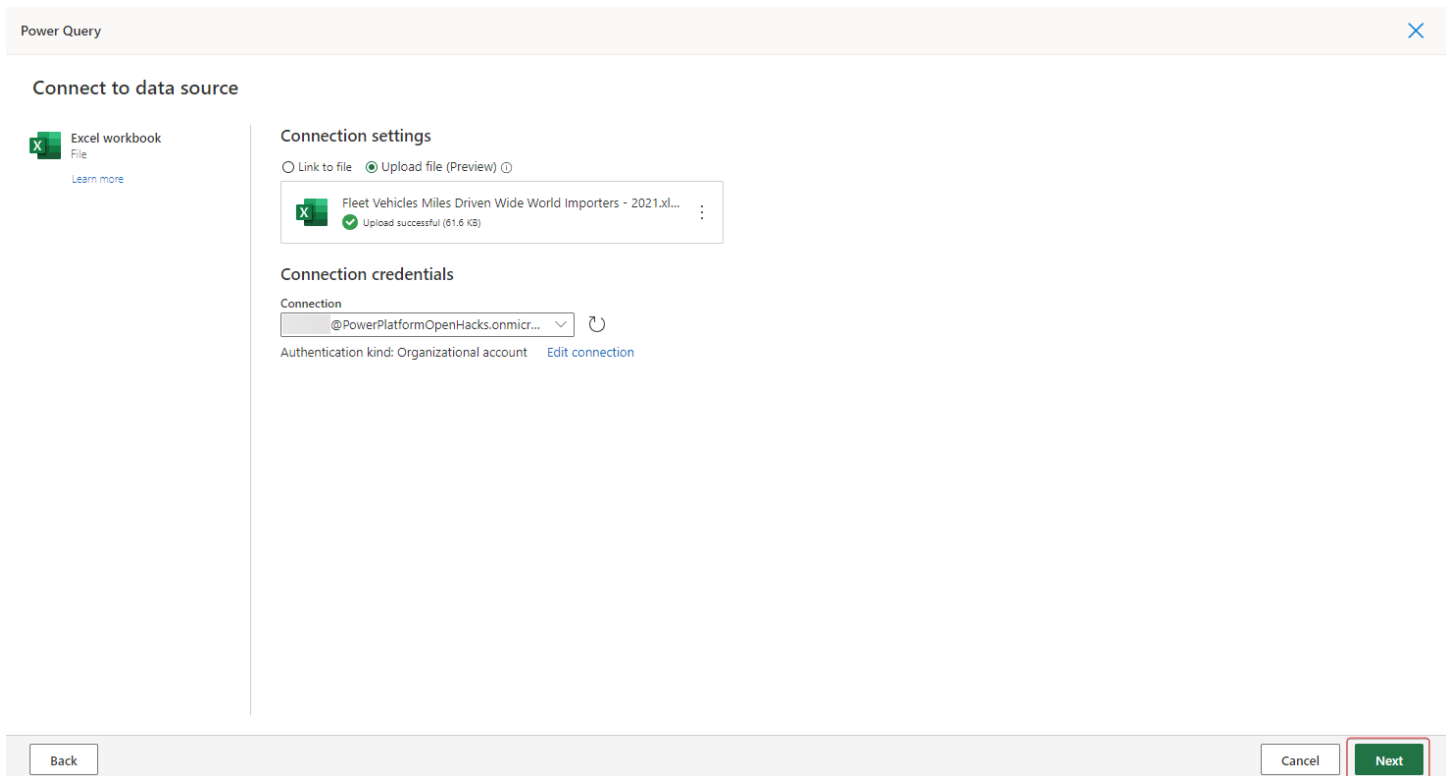 Power Query
Connect to data source
Excel workbook
File
Learn more
Connection settings
Link to file Upload file (Preview)
Fleet Vehicles Miles Driven Wide World Importers - 2021.xl...
Upload successful (61.6 KB)
Connection credentials
Connection
@PowerPlatformOpenHacks.onmicr...
Authentication kind: Organizational account Edit connection
Back Cancel Next